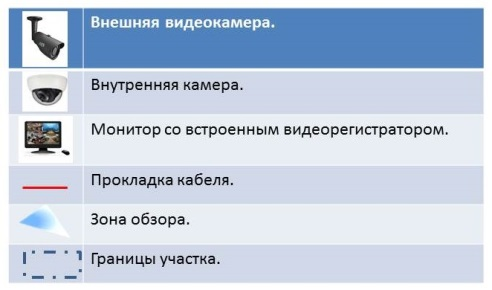 Внешняя видеокамера.
Внутренняя камера.
Монитор со встроенным видеорегистратором.
Прокладка кабеля.
Зона обзора.
Границы участка.